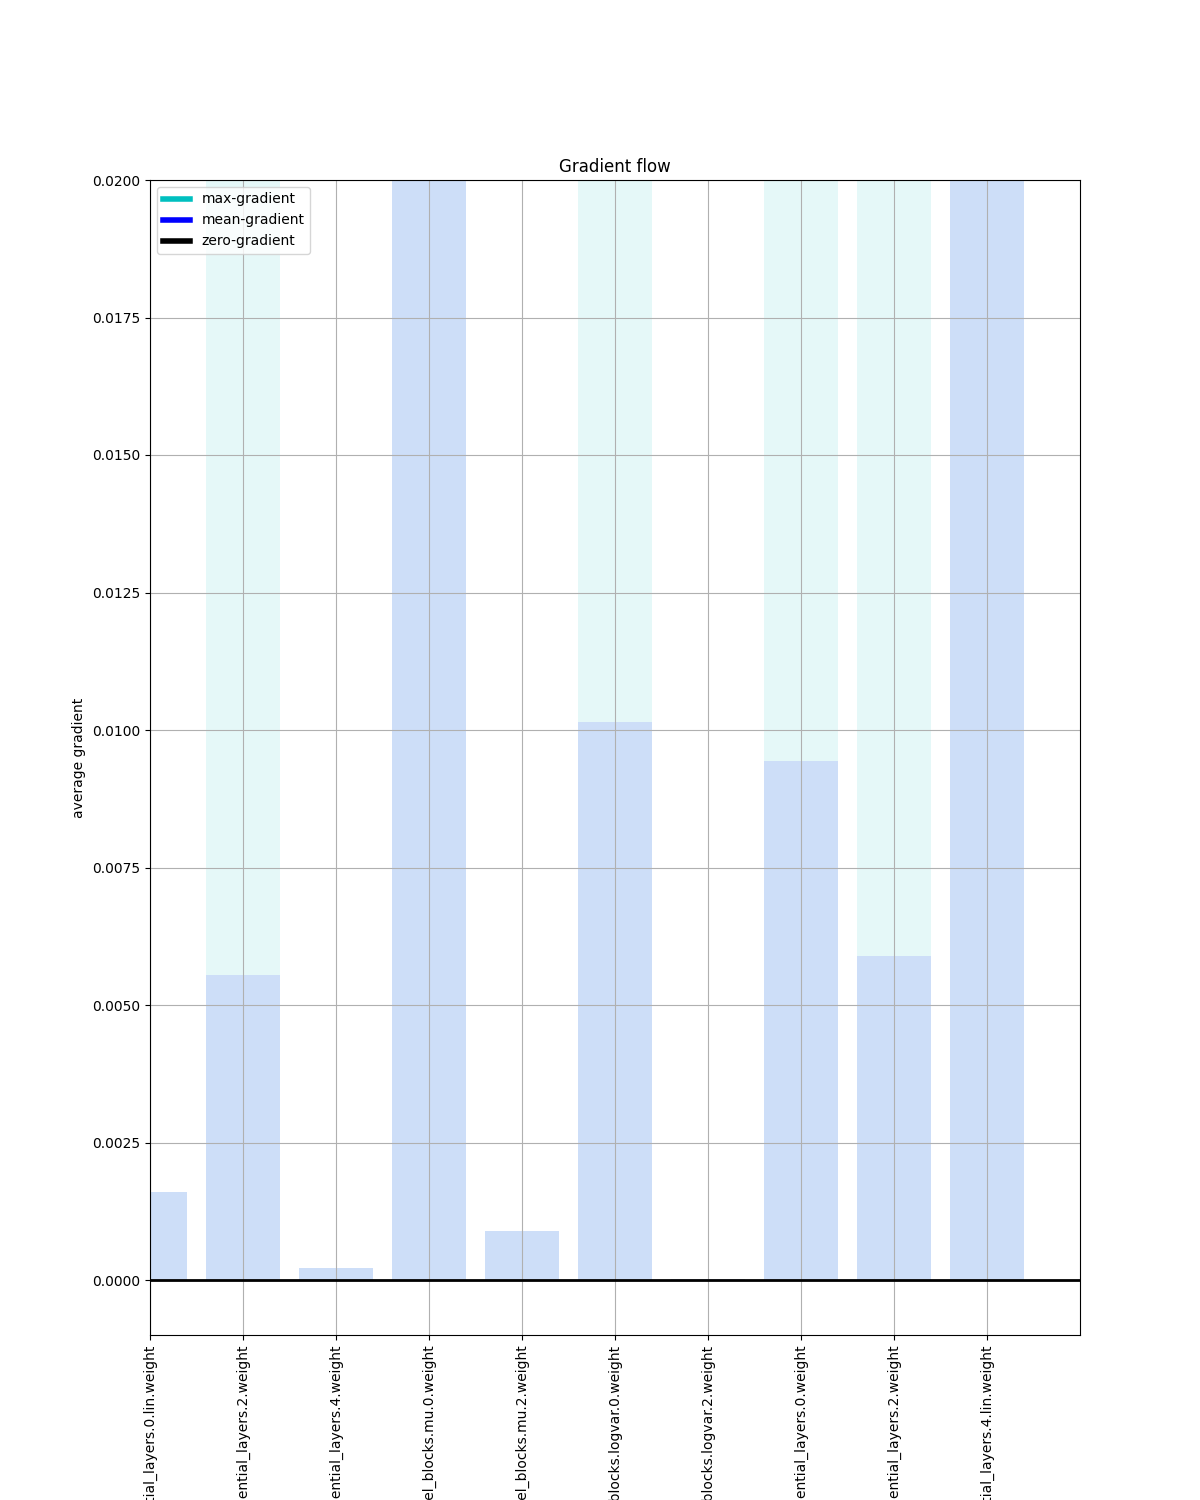 Gradient flow
max-gradient
mean-gradient
zero-gradient
0.0200
0.0175
0.0150
0.0125
0.0100
0.0075
0.0050
0.0025
0.0000
average gradient
tial_layers.0.lin.weight
ential_layers.2.weight
ential_layers.4.weight
el_blocks.mu.0.weight
el_blocks.mu.2.weight
blocks.logvar.0.weight
blocks.logvar.2.weight
ential_layers.0.weight
ential_layers.2.weight
tial_layers.4.lin.weight